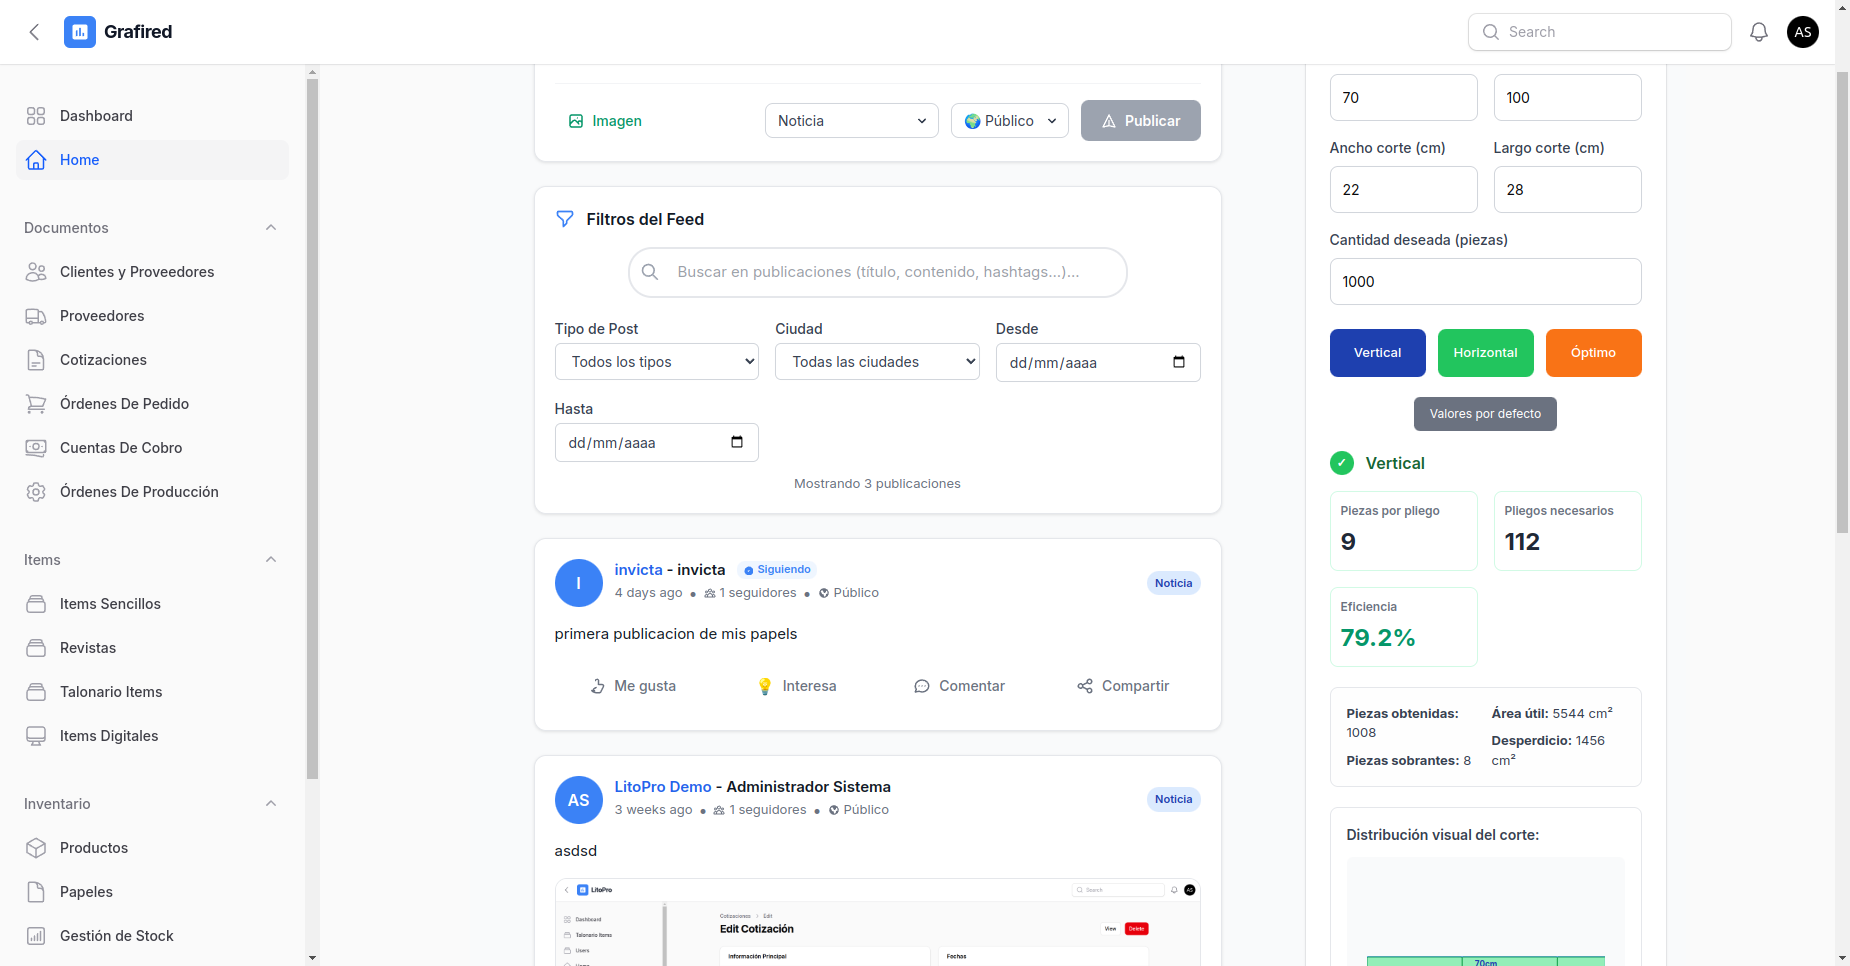 Grafired
Search
AS
Dashboard
Home
Documentos
Clientes y Proveedores
Proveedores
Cotizaciones
Órdenes De Pedido
Cuentas De Cobro
Órdenes De Producción
Items
Items Sencillos
Revistas
Talonario Items
Items Digitales
Inventario
Productos
Papeles
Gestión de Stock
Imagen
Noticia
Público
Publicar
Filtros del Feed
Buscar en publicaciones (título, contenido, hashtags...)...
Tipo de Post
Ciudad
Desde
Todos los tipos
Todas las ciudades
dd/mm/aaaa
Hasta
dd/mm/aaaa
Mostrando 3 publicaciones
I
invicta - invicta
Siguiendo
Noticia
4 days ago • 1 seguidores • Público
primera publicacion de mis papels
Me gusta
Interesa
Comentar
Compartir
AS
LitoPro Demo - Administrador Sistema
Noticia
3 weeks ago • 1 seguidores • Público
asdsd
LitoPro
Search
AS
Dashboard
Talonario Items
Users
Home
Cotizaciones > Edit
Edit Cotización
View
Delete
Información Principal
Fechas
70
100
Ancho corte (cm)
Largo corte (cm)
22
28
Cantidad deseada (piezas)
1000
Vertical
Horizontal
Óptimo
Valores por defecto
✓ Vertical
Piezas por pliego
9
Pliegos necesarios
112
Eficiencia
79.2%
Piezas obtenidas:
1008
Piezas sobrantes: 8
Área útil: 5544 cm²
Desperdicio: 1456
cm²
Distribución visual del corte:
70cm